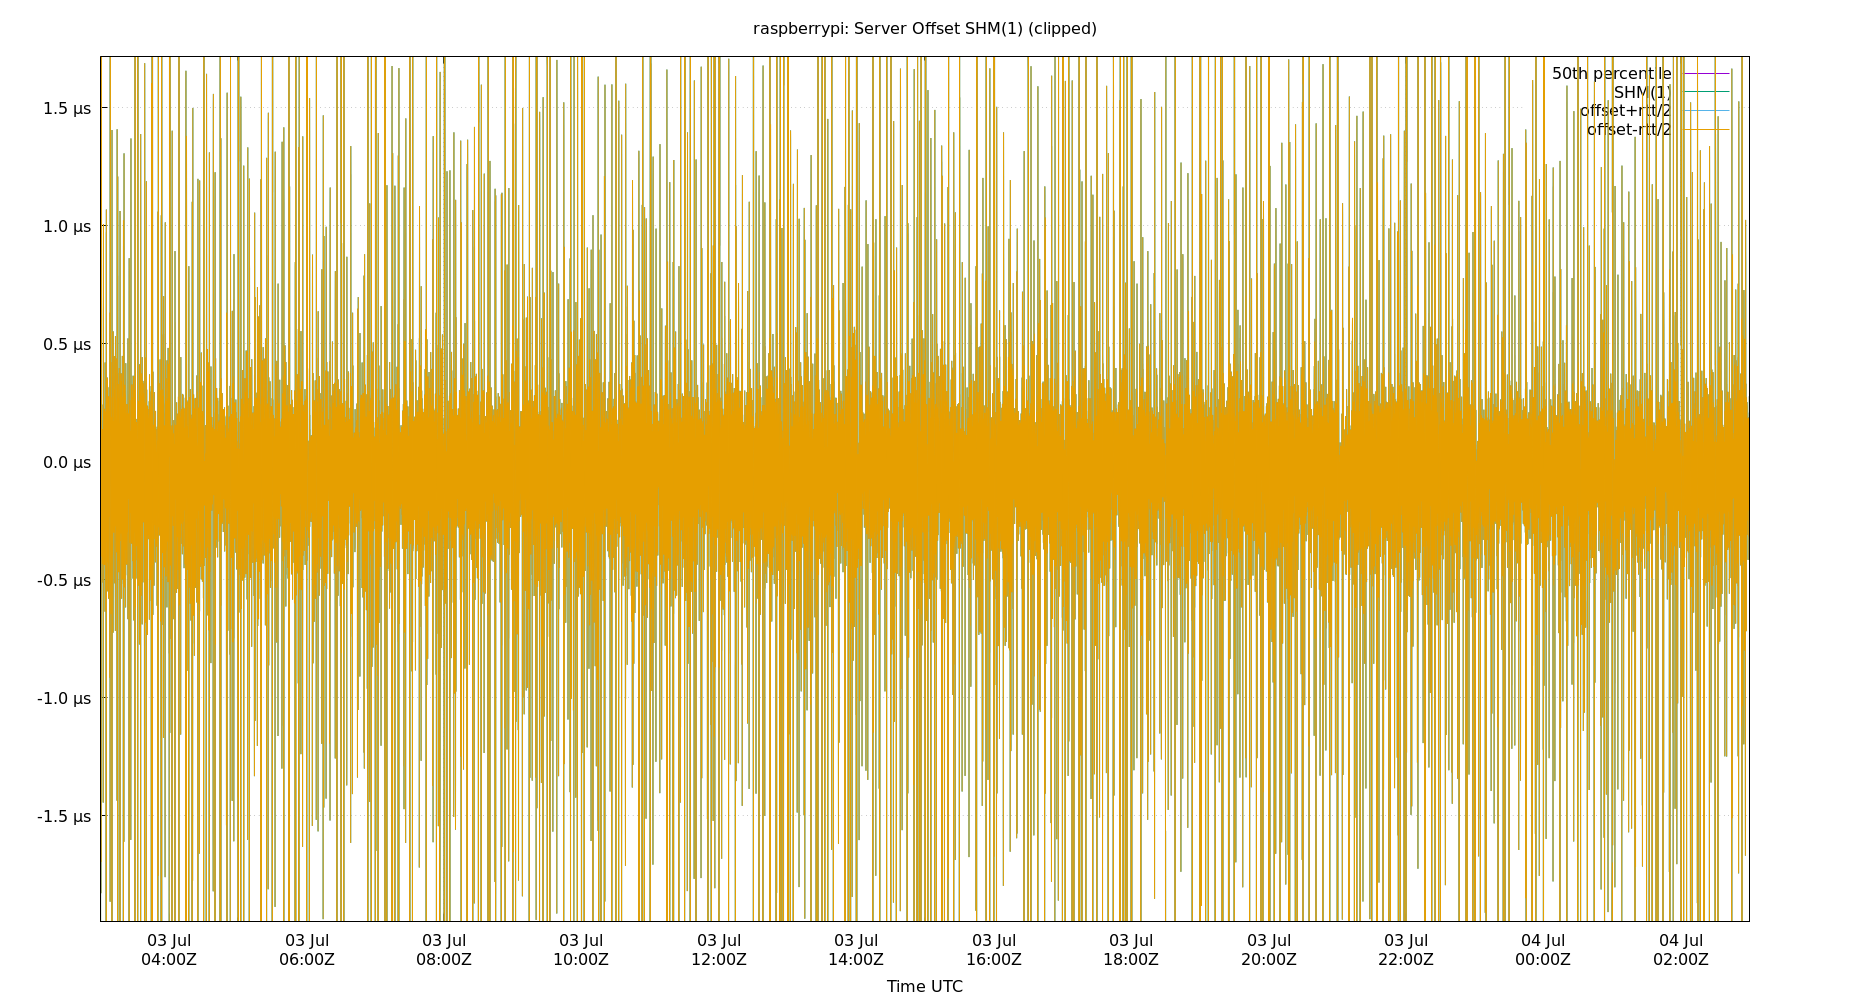 raspberrypi: Server Offset SHM(1) (clipped)
50th percentile
SHM(1)
offset+rtt/2
offset-rtt/2
1.5 µs
1.0 µs
0.5 µs
0.0 µs
-0.5 µs
-1.0 µs
-1.5 µs
03 Jul 03 Jul 03 Jul 03 Jul 03 Jul 03 Jul 03 Jul 03 Jul 03 Jul 03 Jul 04 Jul 04 Jul
04:00Z 06:00Z 08:00Z 10:00Z 12:00Z 14:00Z 16:00Z 18:00Z 20:00Z 22:00Z 00:00Z 02:00Z
Time UTC